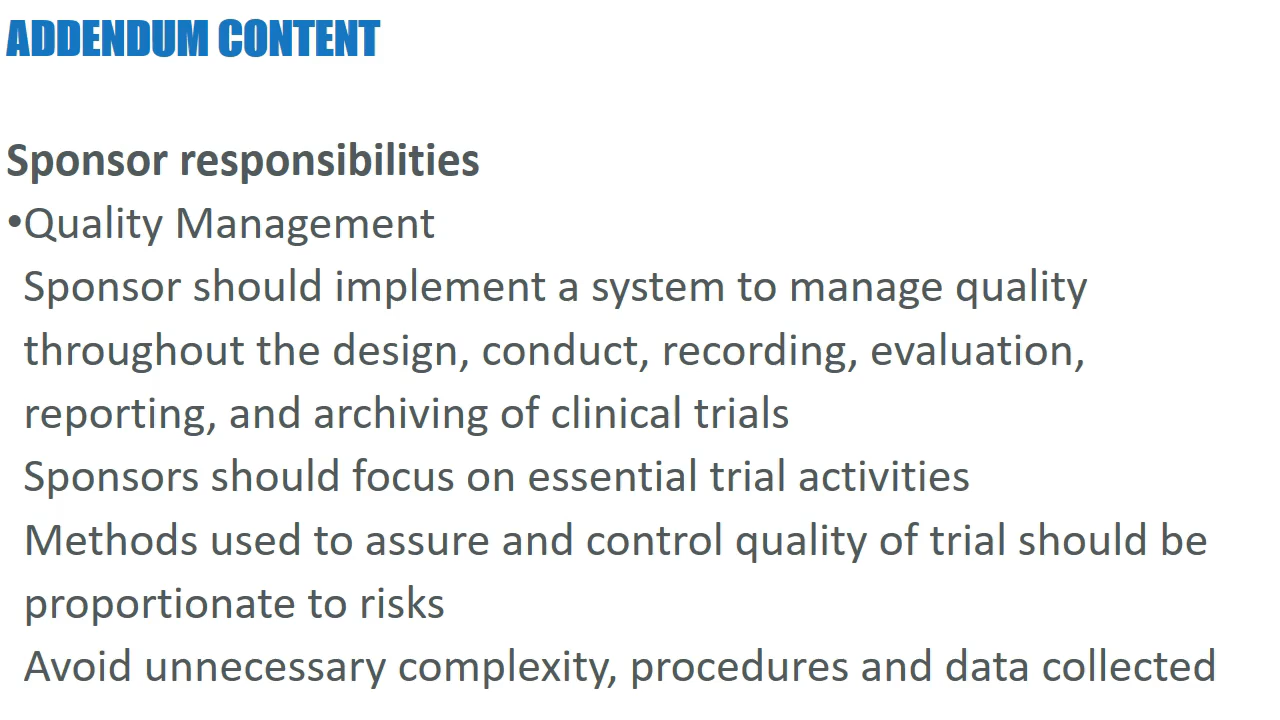 ADDENDUM CONTENT
Sponsor responsibilities
•Quality Management
Sponsor should implement a system to manage quality
throughout the design, conduct, recording, evaluation,
reporting, and archiving of clinical trials
Sponsors should focus on essential trial activities
Methods used to assure and control quality of trial should be
proportionate to risks
Avoid unnecessary complexity, procedures and data collected